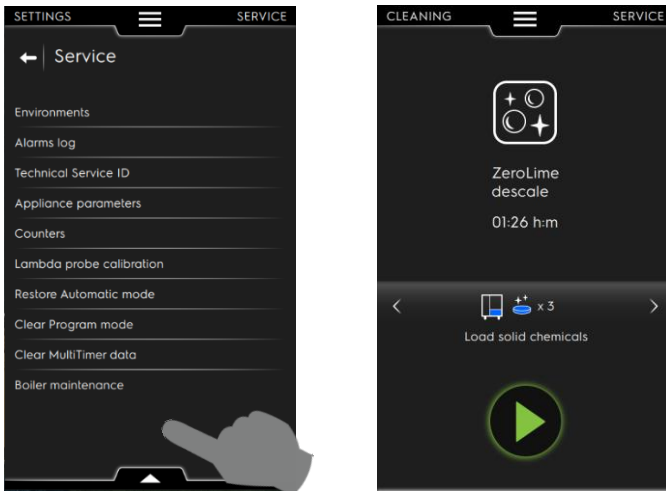 SETTINGS SERVICE
Service
Environments
Alarms log
Technical Service ID
Appliance parameters
Counters
Lambda probe calibration
Restore Automatic mode
Clear Program mode
Clear MultiTimer data
Boiler maintenance
CLEANING SERVICE
ZeroLime
descale
01:26 h:m
x 3
Load solid chemicals